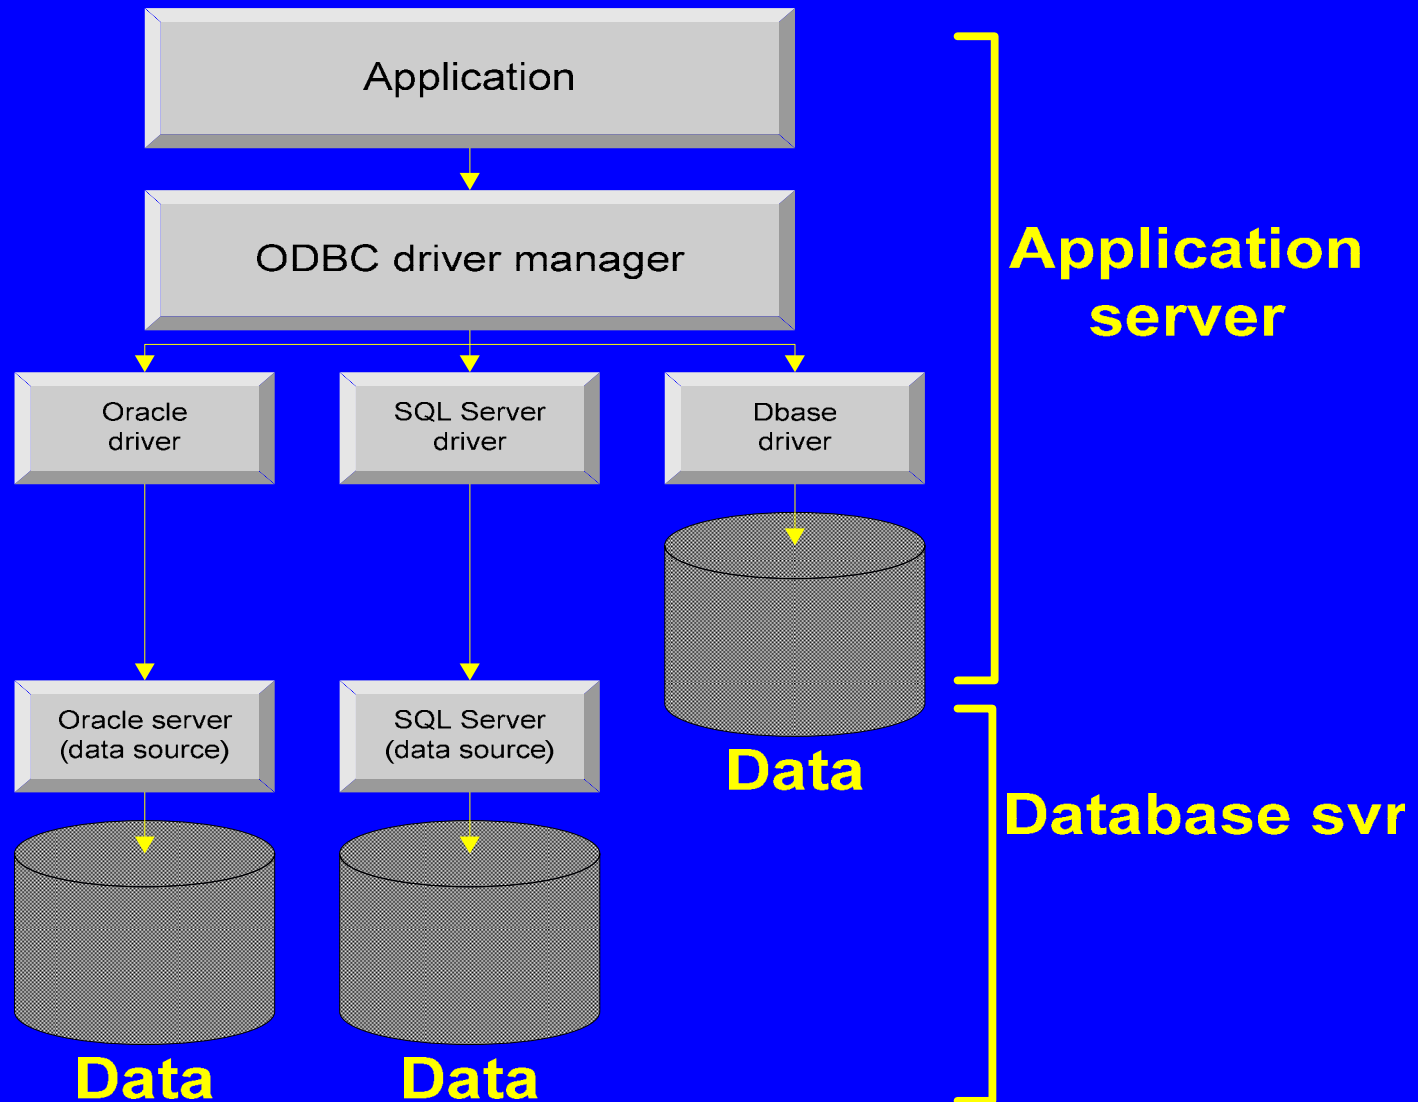 Application
ODBC driver manager
Application
server
Oracle
driver
SQL Server
driver
Dbase
driver
Oracle server
(data source)
SQL Server
(data source)
Data
Database svr
Data
Data